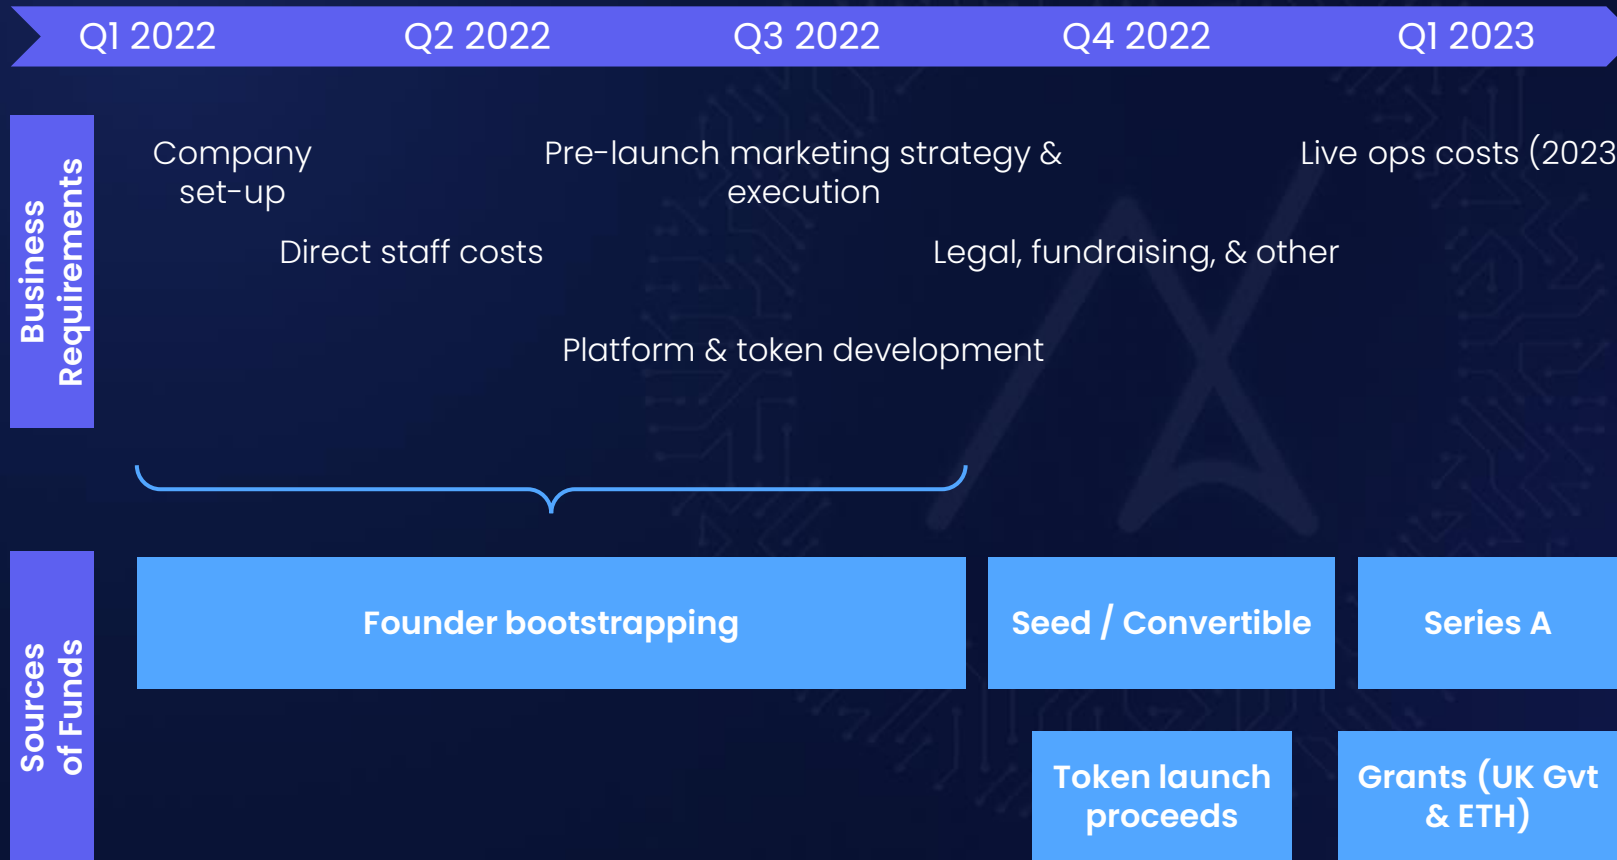 Q1 2022
Q2 2022
Q3 2022
Q4 2022
Q1 2023
Business
Requirements
Company
set-up
Pre-launch marketing strategy &
execution
Live ops costs (2023
Direct staff costs
Legal, fundraising, & other
Platform & token development
Sources
of Funds
Founder bootstrapping
Seed / Convertible
Series A
Token launch
proceeds
Grants (UK Gvt
& ETH)